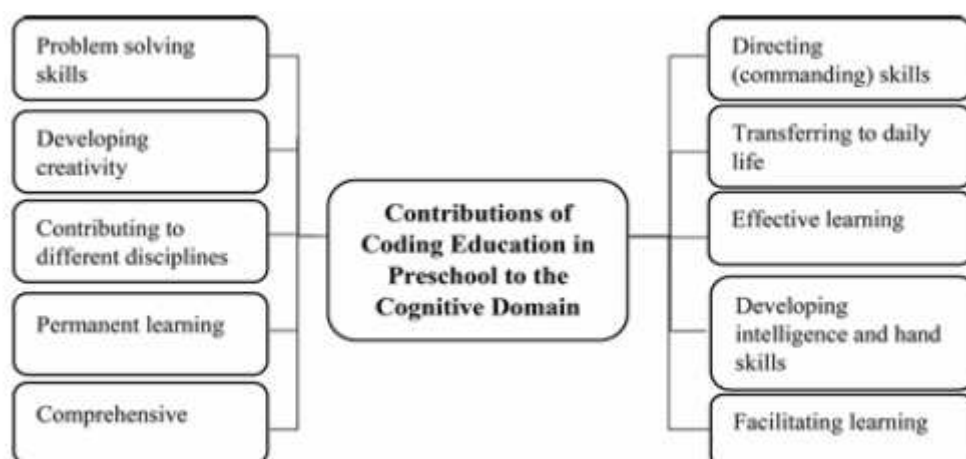 Problem solving
skills
Developing
creativity
Contributing to
different disciplines
Permanent learning
Comprehensive
Contributions of
Coding Education in
Preschool to the
Cognitive Domain
Directing
(commanding) skills
Transferring to daily
life
Effective learning
Developing
intelligence and hand
skills
Facilitating learning